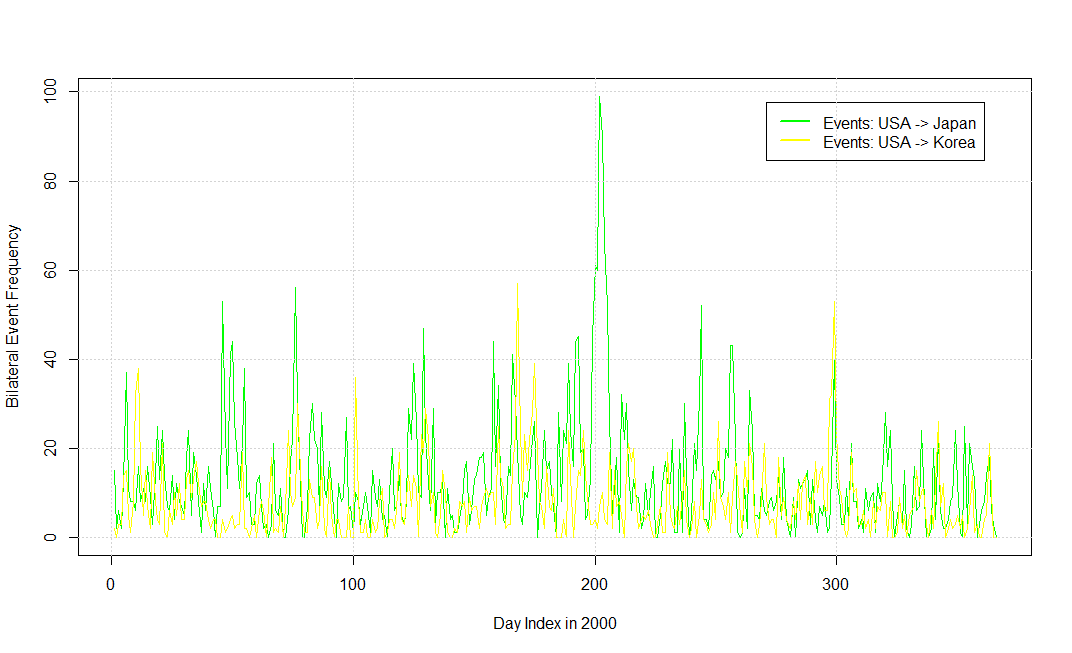 Events: USA -> Japan
Events: USA -> Korea
Bilateral Event Frequency
100
80
60
40
20
0
0 100 200 300
Day Index in 2000